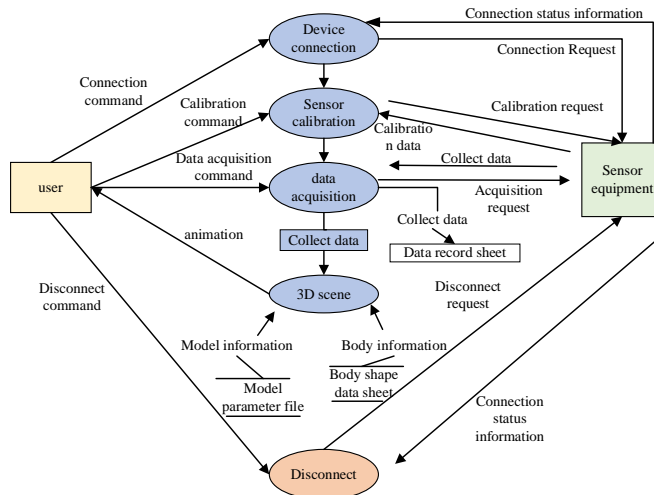 Connection status information
Device
connection
Connection Request
Connection
command
Calibration
command
Sensor
calibration
Calibration request
Calibratio
n data
Data acquisition
command
Collect data
user
data
acquisition
Acquisition
request
Sensor
equipment
Collect data
animation
Collect data
Data record sheet
Disconnect
command
3D scene
Disconnect
request
Model information
Body information
Model
parameter file
Body shape
data sheet
Connection
status
information
Disconnect